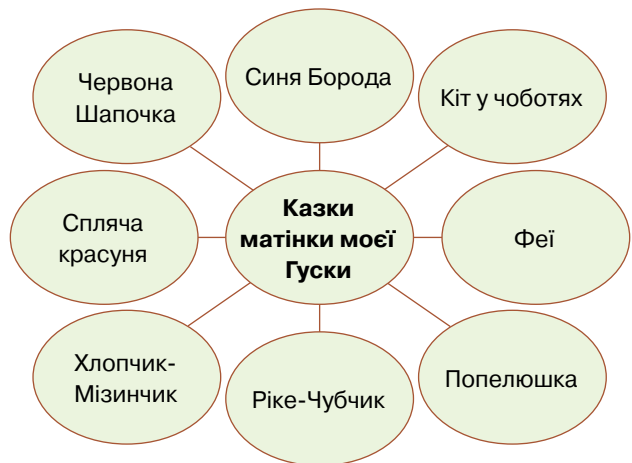 Червона
Шапочка
Синя Борода
Кіт у чоботях
Спляча
красуня
Казки
матінки моєї
Гуски
Феї
Хлопчик-
Мізинчик
Ріке-Чубчик
Попелюшка